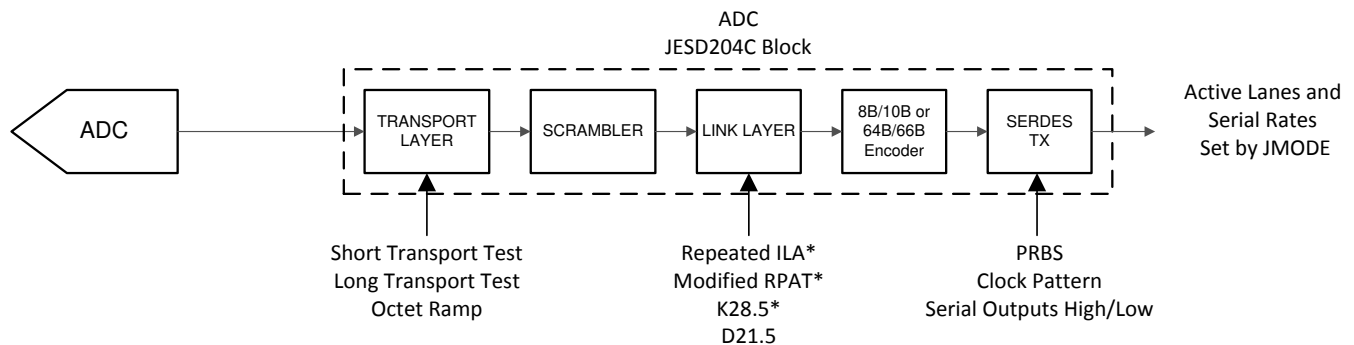 ADC
JESD204C Block
ADC
TRANSPORT
LAYER
SCRAMBLER
LINK LAYER
8B/10B or
64B/66B
Encoder
SERDES
TX
Active Lanes and
Serial Rates
Set by JMODE
Short Transport Test
Long Transport Test
Octet Ramp
Repeated ILA*
Modified RPAT*
K28.5*
D21.5
PRBS
Clock Pattern
Serial Outputs High/Low